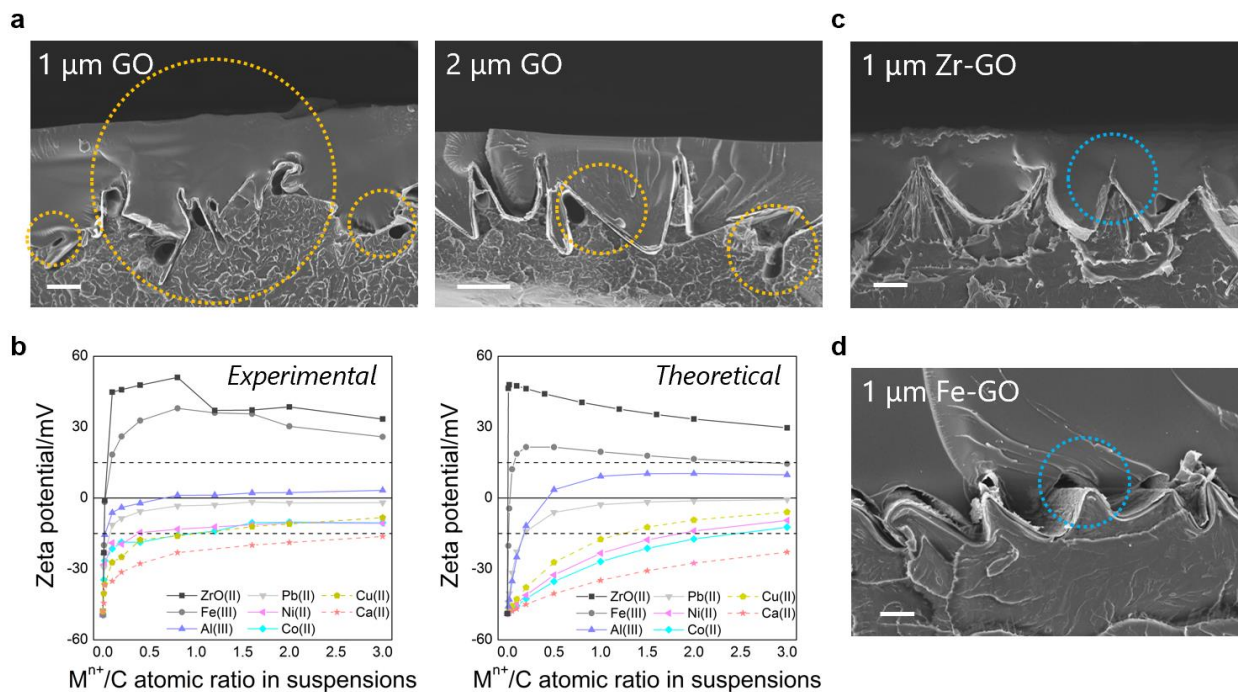 a
1 μm GO
2 μm GO
c
1 μm Zr-GO
b
Zeta potential/mV
60
30
0
-30
-60
Experimental
ZrO(II)
Pb(II)
Cu(II)
Fe(III)
Ni(II)
Ca(II)
Al(III)
Co(II)
0.0 0.5 1.0 1.5 2.0 2.5 3.0
Mⁿ⁺/C atomic ratio in suspensions
Zeta potential/mV
60
30
0
-30
-60
Theoretical
ZrO(II)
Pb(II)
Cu(II)
Fe(III)
Ni(II)
Ca(II)
Al(III)
Co(II)
0.0 0.5 1.0 1.5 2.0 2.5 3.0
Mⁿ⁺/C atomic ratio in suspensions
d
1 μm Fe-GO